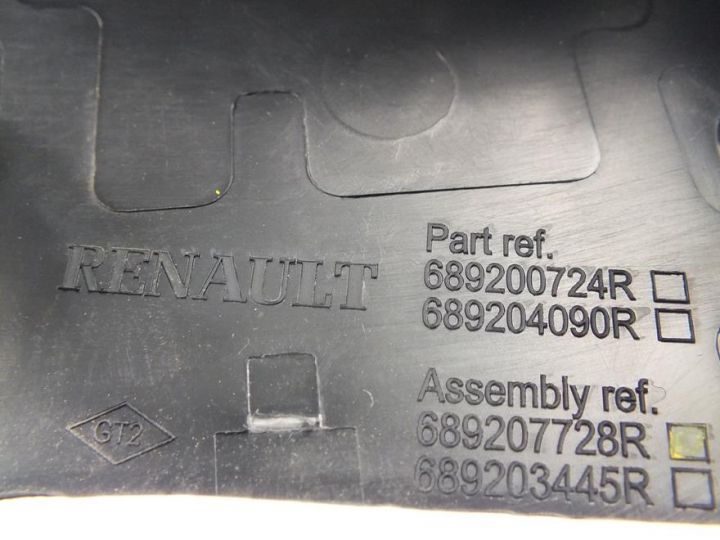 RENAULT
Part ref.
689200724R
689204090R
Assembly ref.
689207728R
689203445R
GT2